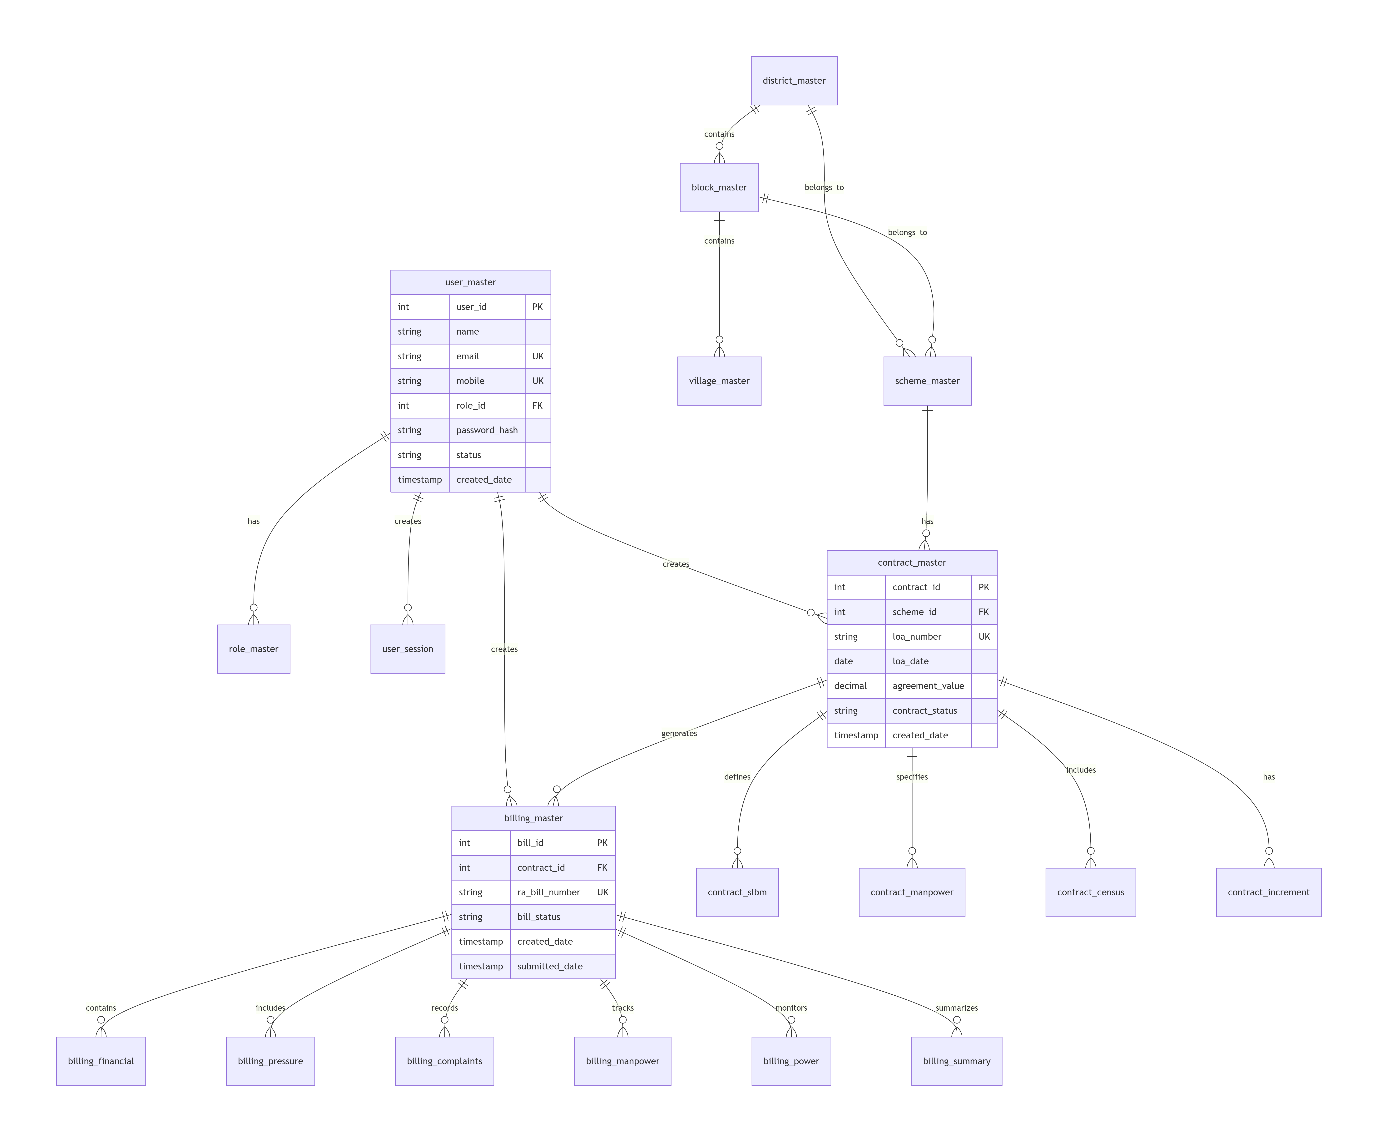 district_master
contains
block_master
belongs to
belongs to
contains
user_master
int user_id PK
string name
string email UK
string mobile UK
int role_id FK
string password_hash
string status
timestamp created_date
village_master
scheme_master
has
creates
has
creates
contract_master
int contract_id PK
int scheme_id FK
string loa_number UK
date loa_date
decimal agreement_value
string contract_status
timestamp created_date
role_master
user_session
creates
generates
defines
specifies
includes
has
billing_master
int bill_id PK
int contract_id FK
string ra_bill_number UK
string bill_status
timestamp created_date
timestamp submitted_date
contract_slbm
contract_manpower
contract_census
contract_increment
contains
includes
records
tracks
monitors
summarizes
billing_financial
billing_pressure
billing_complaints
billing_manpower
billing_power
billing_summary